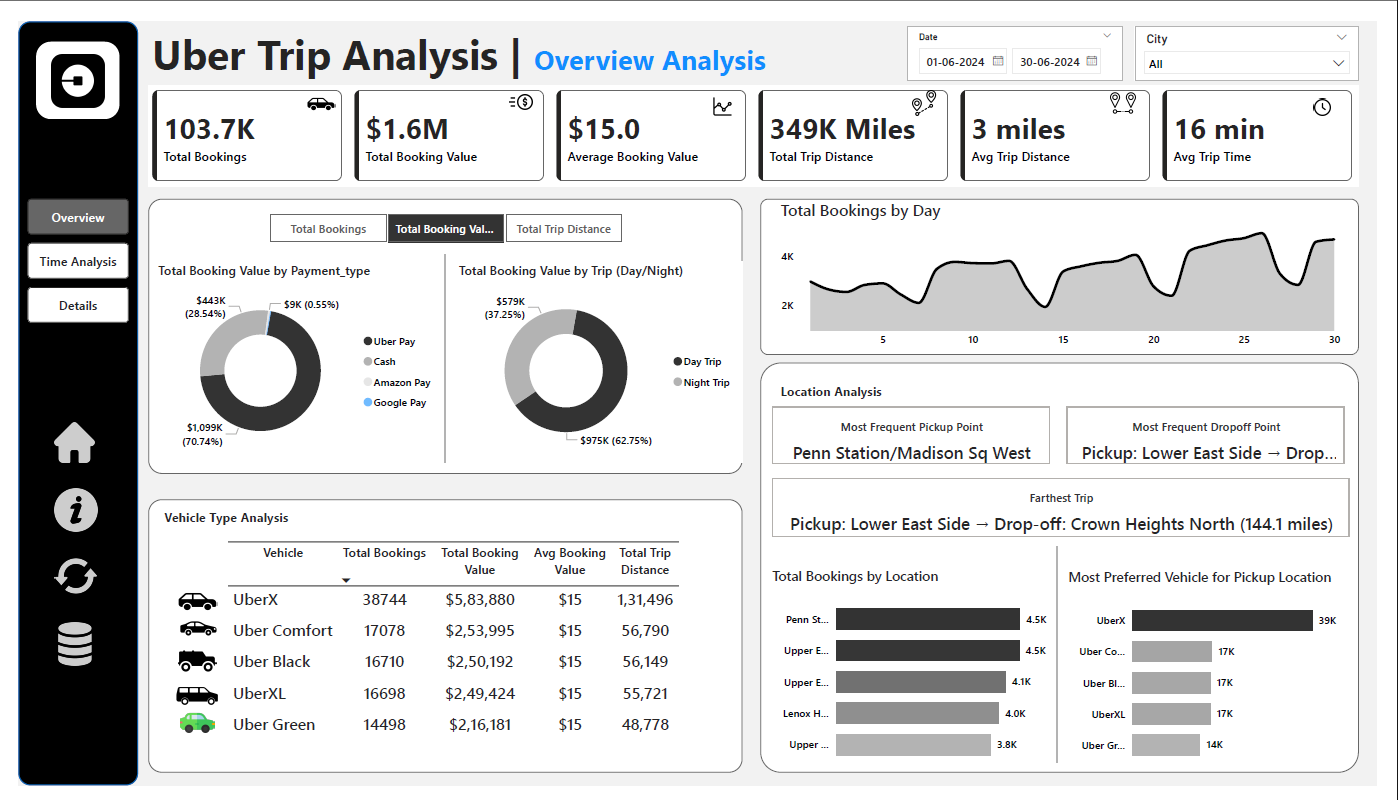 Uber Trip Analysis | Overview Analysis
Date
01-06-2024 30-06-2024
City
All
103.7K
Total Bookings
$1.6M
Total Booking Value
$15.0
Average Booking Value
349K Miles
Total Trip Distance
3 miles
Avg Trip Distance
16 min
Avg Trip Time
Overview
Time Analysis
Details
Total Bookings
Total Booking Val...
Total Trip Distance
Total Booking Value by Payment_type
$443K
(28.54%)
$9K (0.55%)
$1,099K
(70.74%)
Uber Pay
Cash
Amazon Pay
Google Pay
Total Booking Value by Trip (Day/Night)
$579K
(37.25%)
$975K (62.75%)
Day Trip
Night Trip
Vehicle Type Analysis
Vehicle Total Bookings Total Booking Value Avg Booking Value Total Trip Distance
UberX 38744 $5,83,880 $15 1,31,496
Uber Comfort 17078 $2,53,995 $15 56,790
Uber Black 16710 $2,50,192 $15 56,149
UberXL 16698 $2,49,424 $15 55,721
Uber Green 14498 $2,16,181 $15 48,778
Total Bookings by Day
4K
2K
5 10 15 20 25 30
Location Analysis
Most Frequent Pickup Point
Penn Station/Madison Sq West
Most Frequent Dropoff Point
Pickup: Lower East Side → Drop...
Farthest Trip
Pickup: Lower East Side → Drop-off: Crown Heights North (144.1 miles)
Total Bookings by Location
Penn St... 4.5K
Upper E... 4.5K
Upper E... 4.1K
Lenox H... 4.0K
Upper ... 3.8K
Most Preferred Vehicle for Pickup Location
UberX 39K
Uber Co... 17K
Uber Bl... 17K
UberXL 17K
Uber Gr... 14K